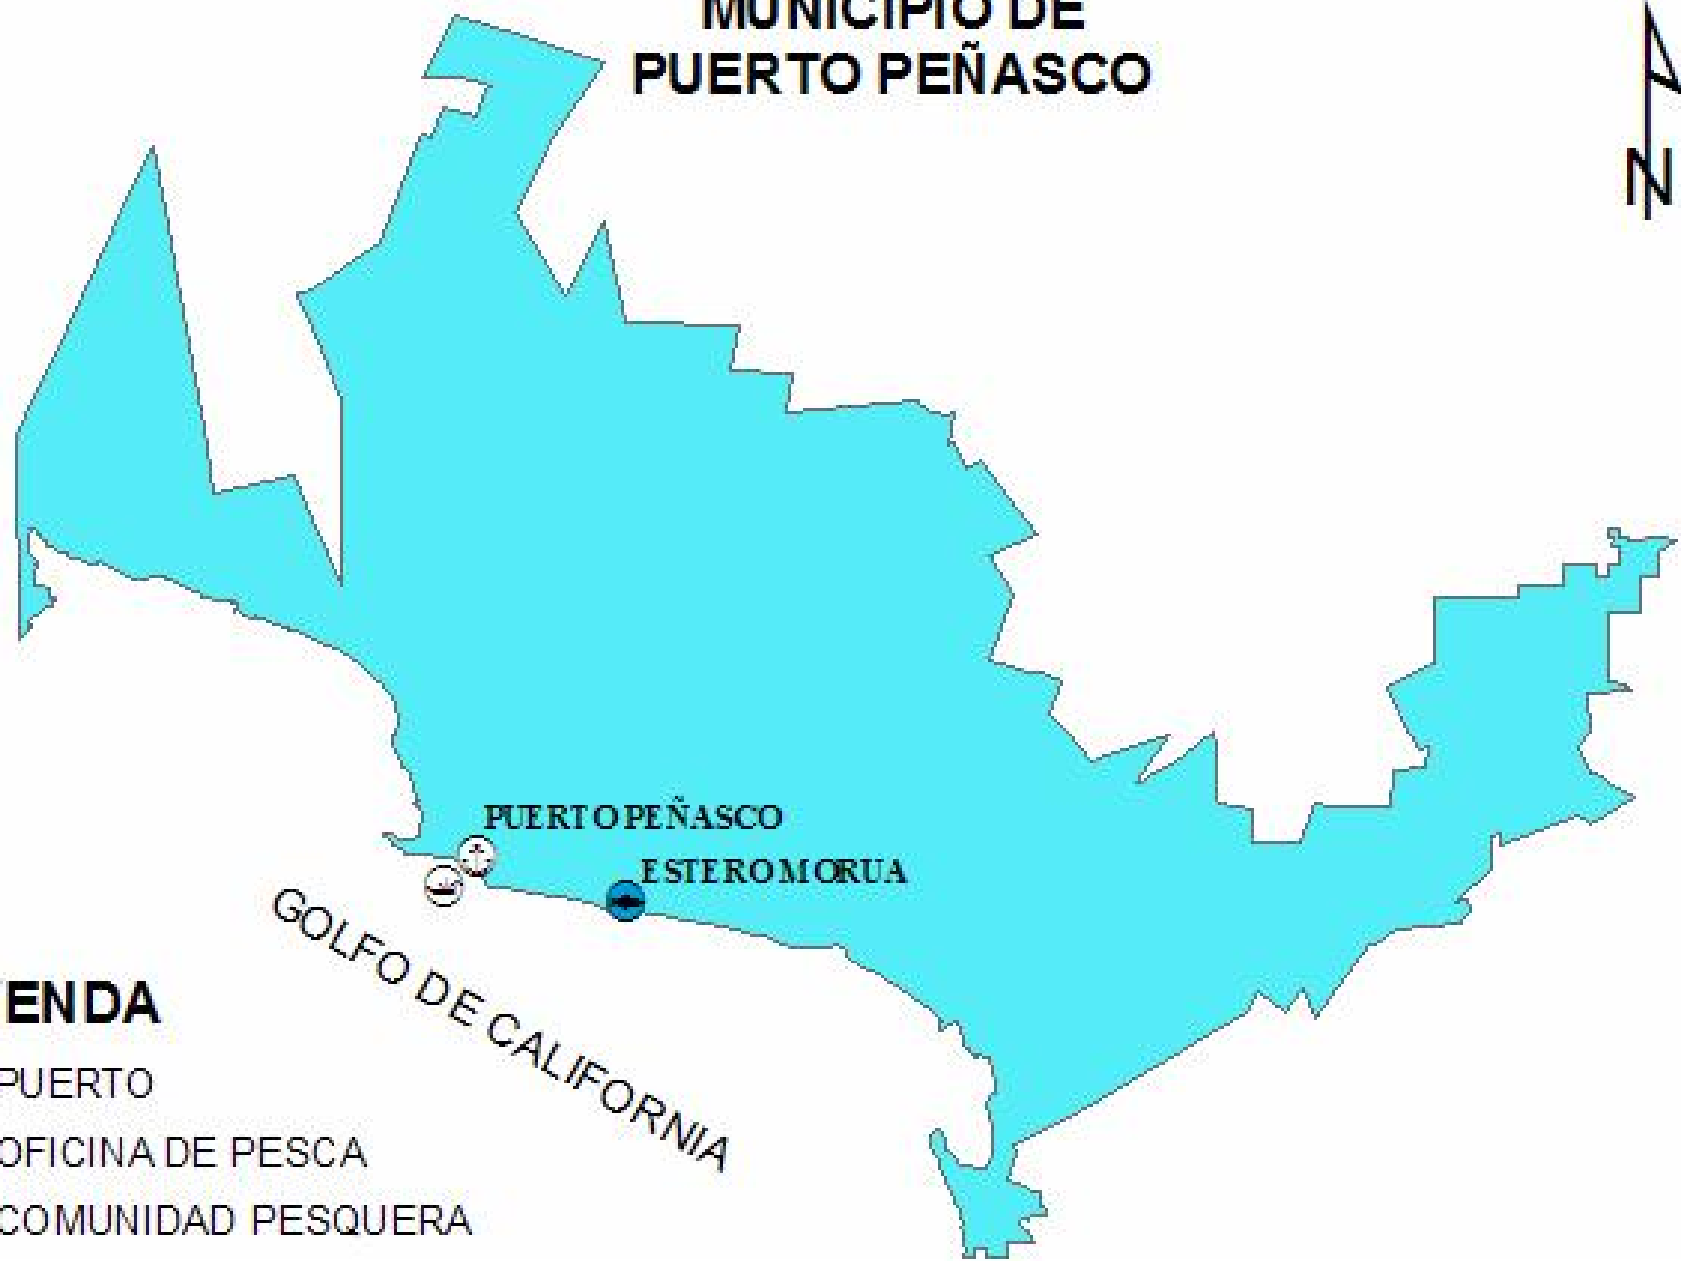 MUNICIPIO DE
PUERTO PEÑASCO
N
PUERTO PEÑASCO
ESTERO MORUA
GOLFO DE CALIFORNIA
ENDA
PUERTO
OFICINA DE PESCA
COMUNIDAD PESQUERA